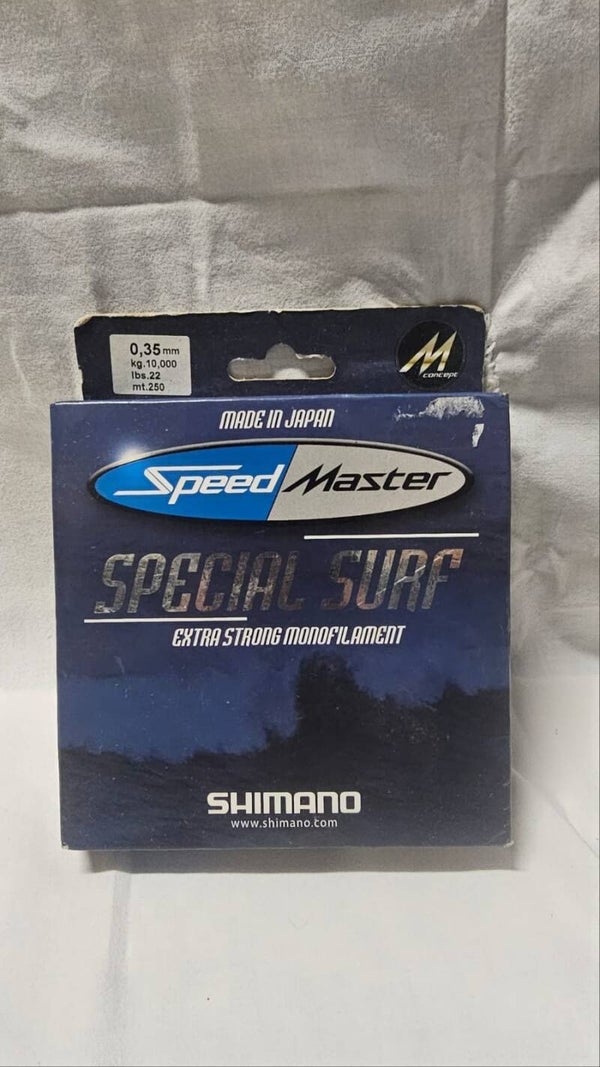 0,35 mm
kg.10,000
lbs.22
mt.250
M
concept
MADE IN JAPAN
Speed Master
SPECIAL SURF
EXTRA STRONG MONOFILAMENT
SHIMANO
www.shimano.com